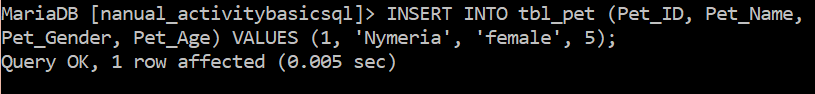 MariaDB [nanual_activitybasicsql]> INSERT INTO tbl_pet (Pet_ID, Pet_Name,
Pet_Gender, Pet_Age) VALUES (1, 'Nymeria', 'female', 5);
Query OK, 1 row affected (0.005 sec)